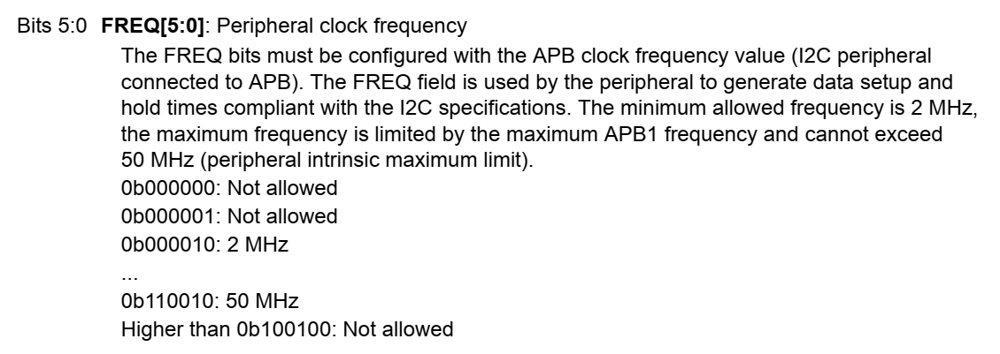 Bits 5:0 FREQ[5:0]: Peripheral clock frequency
The FREQ bits must be configured with the APB clock frequency value (I2C peripheral
connected to APB). The FREQ field is used by the peripheral to generate data setup and
hold times compliant with the I2C specifications. The minimum allowed frequency is 2 MHz,
the maximum frequency is limited by the maximum APB1 frequency and cannot exceed
50 MHz (peripheral intrinsic maximum limit).
0b000000: Not allowed
0b000001: Not allowed
0b000010: 2 MHz
...
0b110010: 50 MHz
Higher than 0b100100: Not allowed